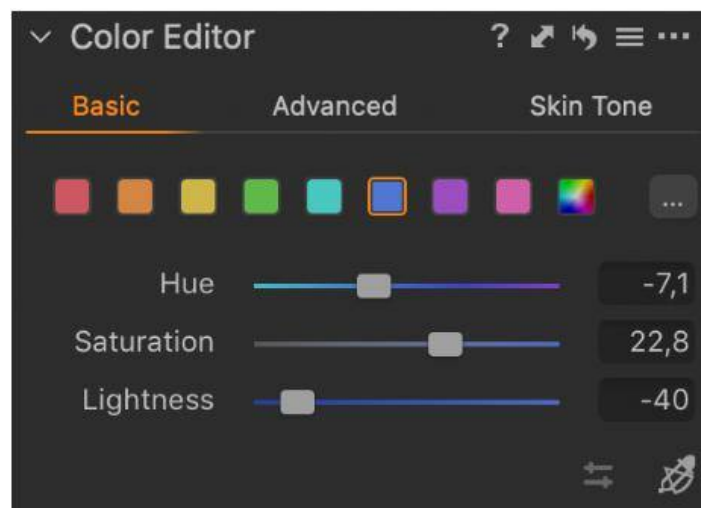 Color Editor ? ...
Basic Advanced Skin Tone
...
Hue -7,1
Saturation 22,8
Lightness -40